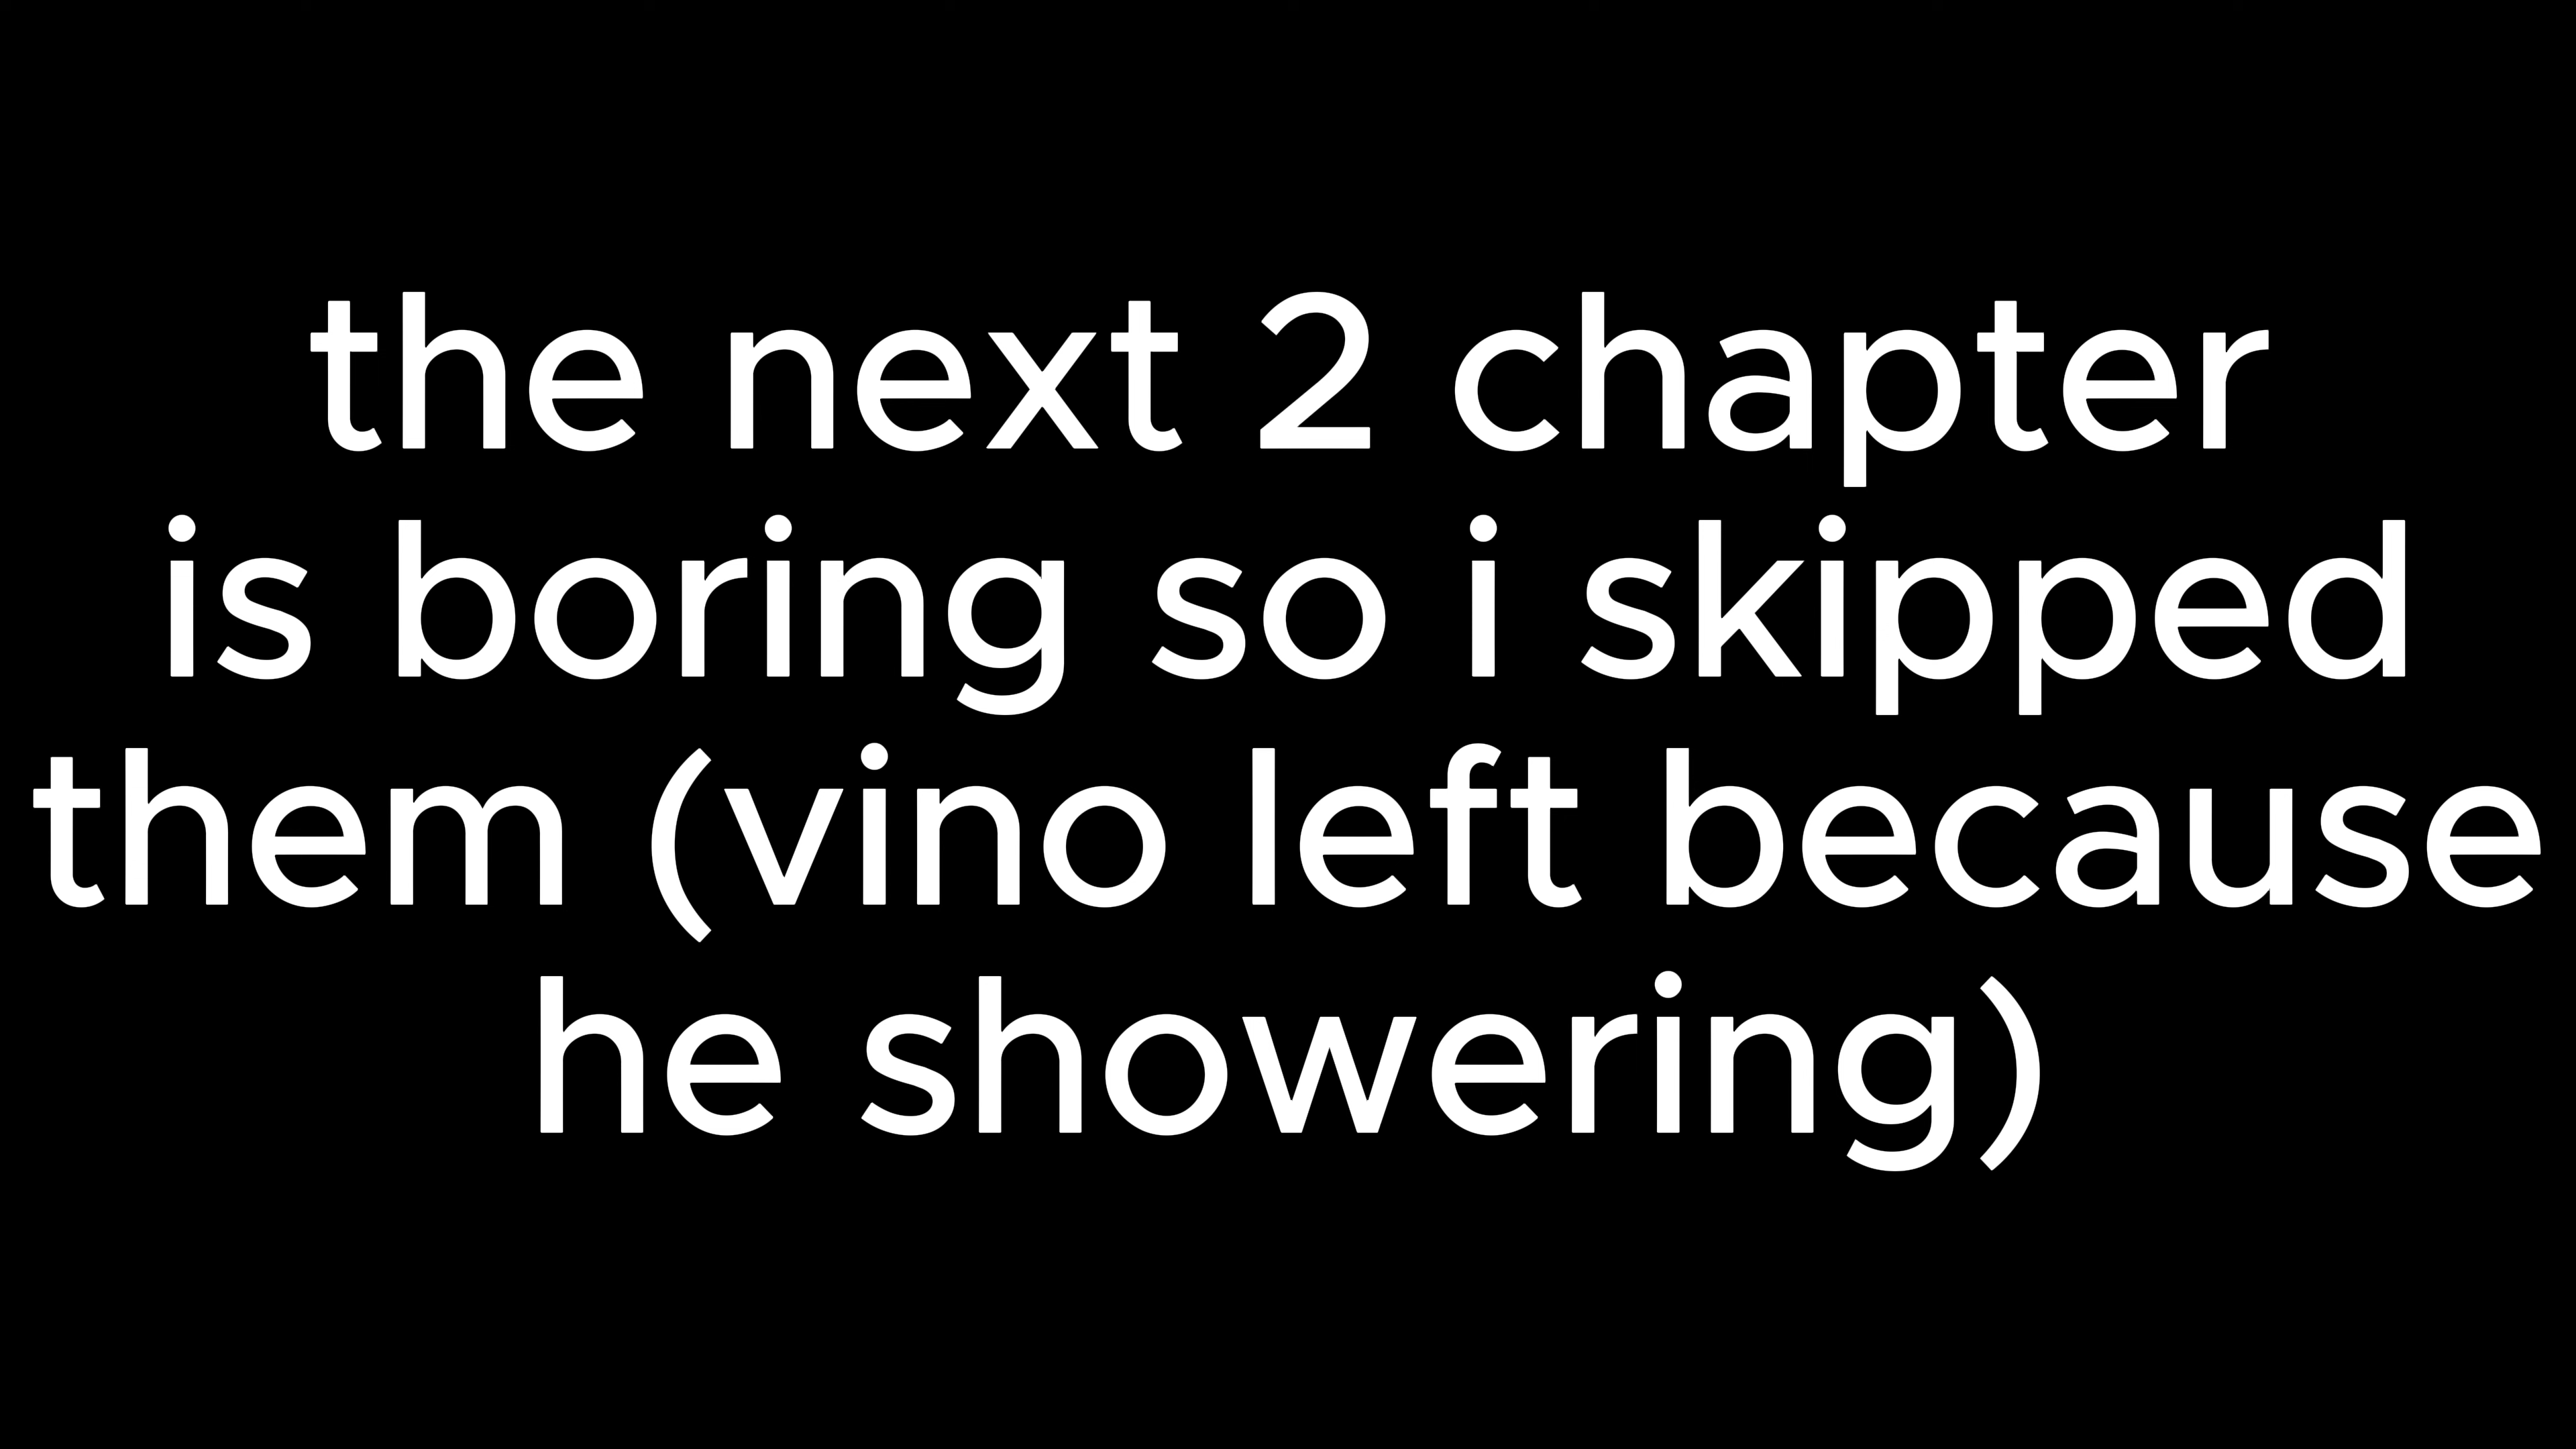 the next 2 chapter
is boring so i skipped
them (vino left because
he showering)